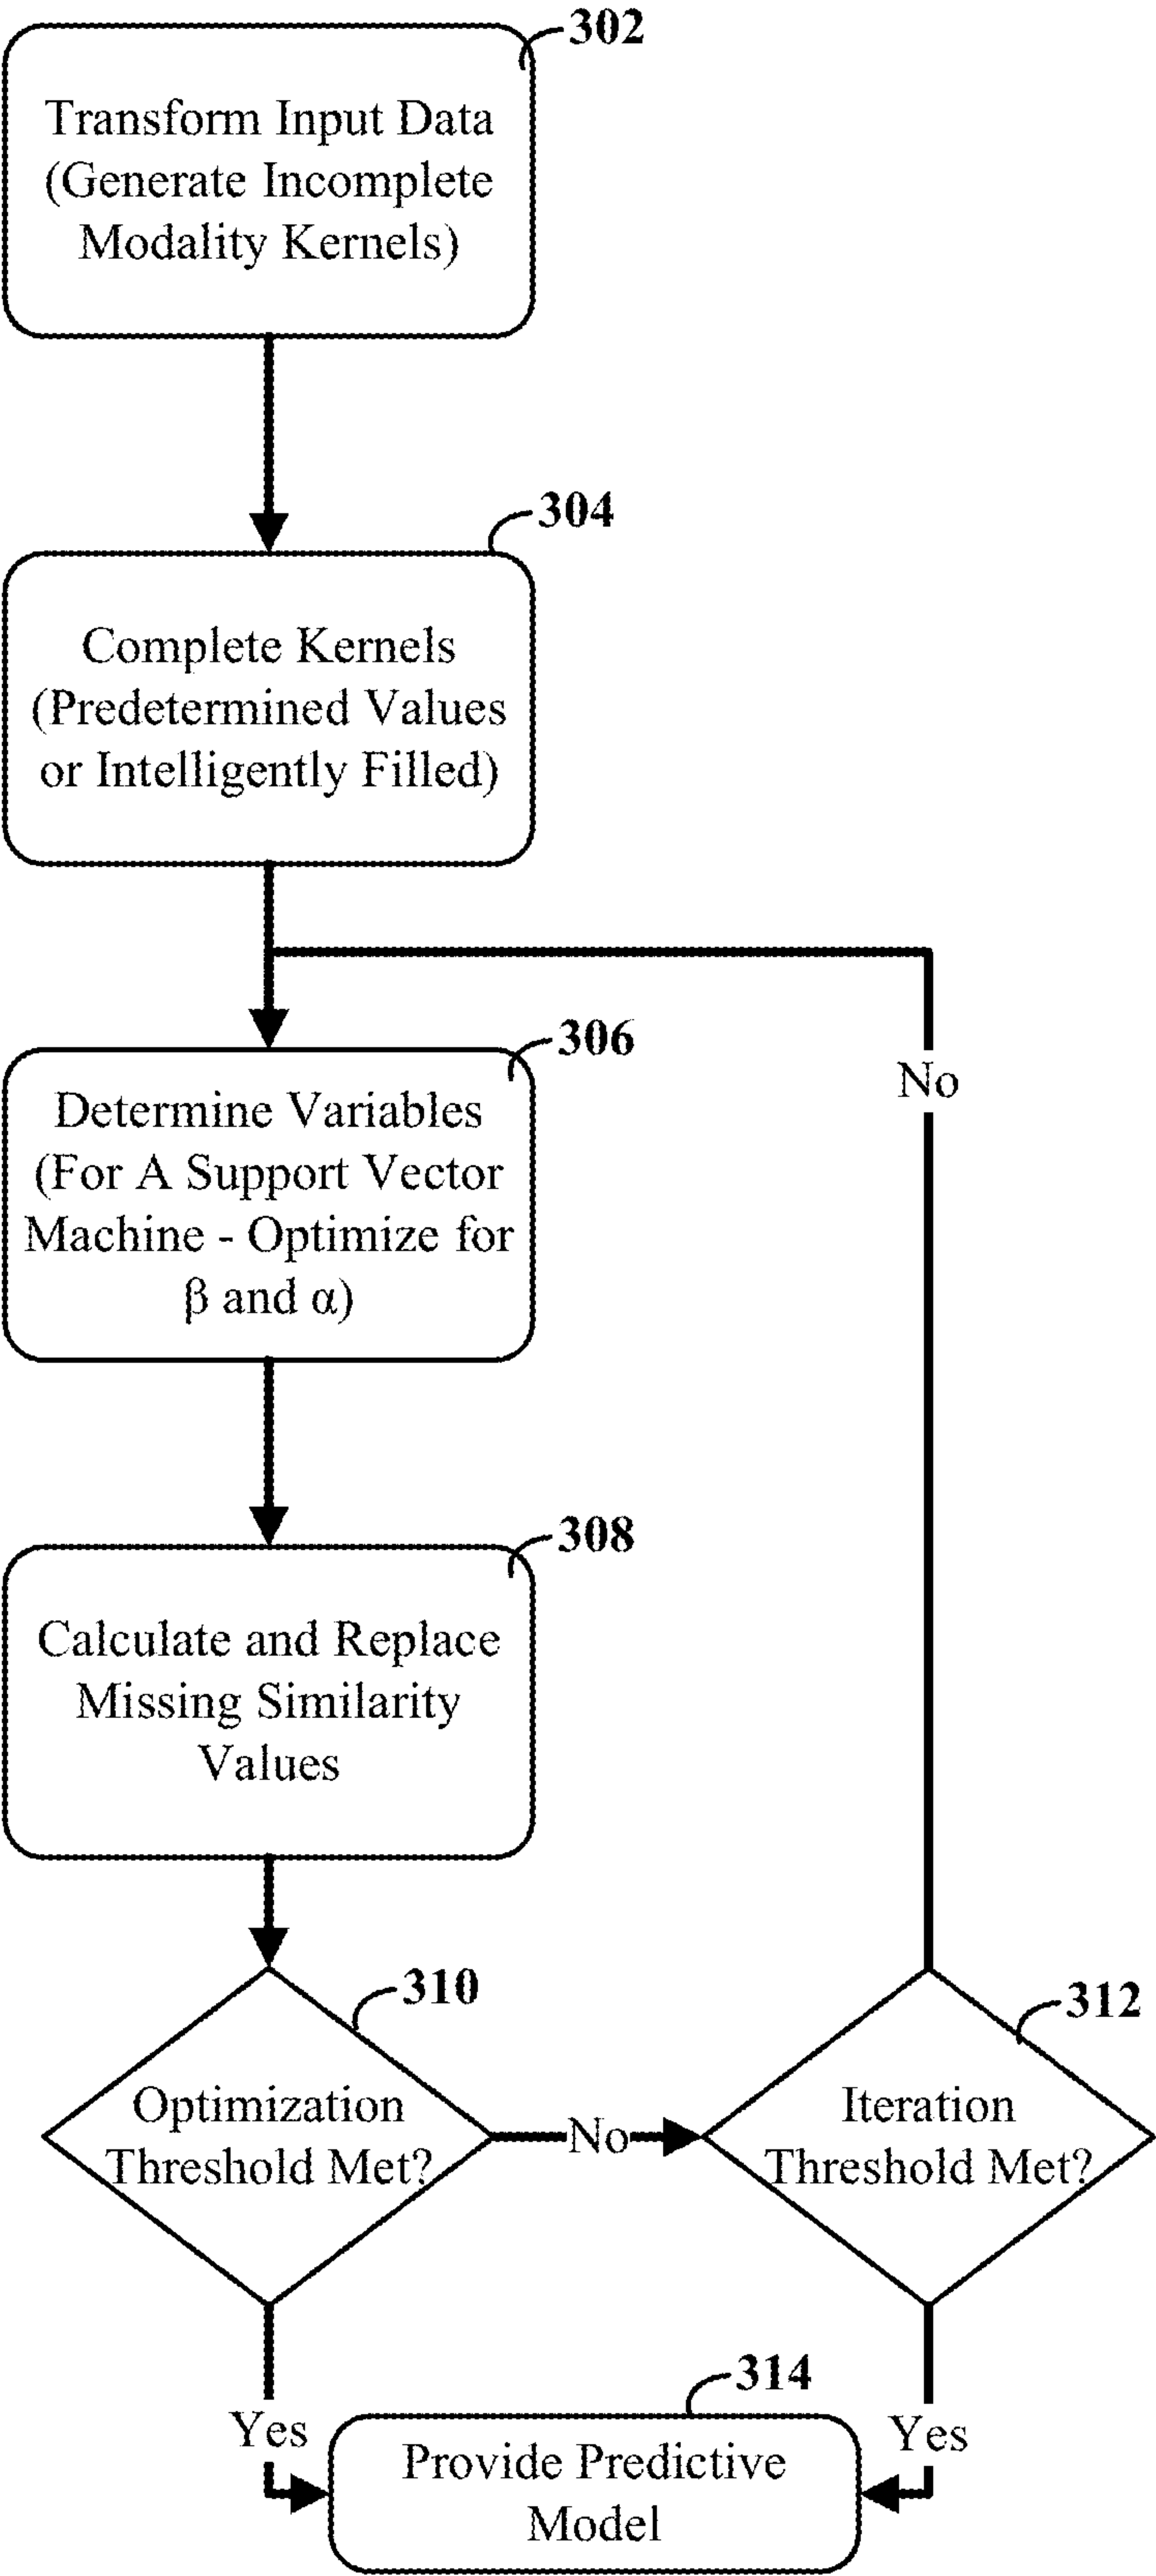 302
Transform Input Data
(Generate Incomplete
Modality Kernels)
304
Complete Kernels
(Predetermined Values
or Intelligently Filled)
306
Determine Variables
(For A Support Vector
Machine - Optimize for
β and α)
No
308
Calculate and Replace
Missing Similarity
Values
310
Optimization
Threshold Met?
No
312
Iteration
Threshold Met?
Yes
Yes
314
Provide Predictive
Model